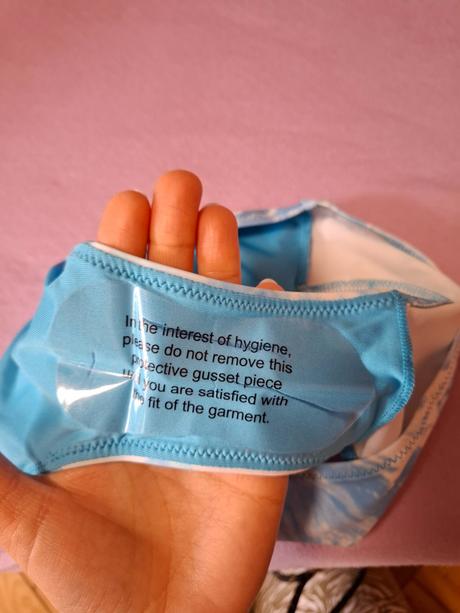 In the interest of hygiene,
please do not remove this
protective gusset piece
until you are satisfied with
the fit of the garment.